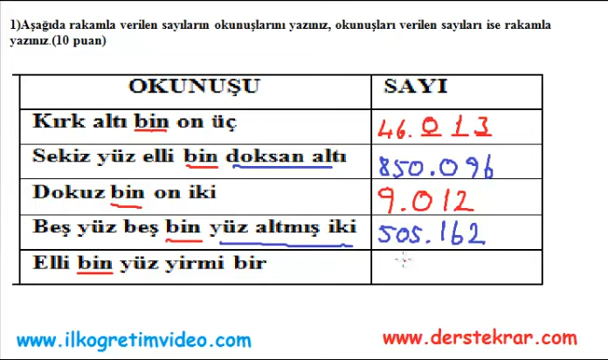 1)Aşağıda rakamla verilen sayıların okunuşlarını yazınız, okunuşları verilen sayıları ise rakamla
yazınız.(10 puan)
OKUNUŞU SAYI
Kırk altı bin on üç 46.013
Sekiz yüz elli bin doksan altı 850.096
Dokuz bin on iki 9.012
Beş yüz beş bin yüz altmış iki 505.162
Elli bin yüz yirmi bir
www.ilkogretimvideo.com www.derstekrar.com